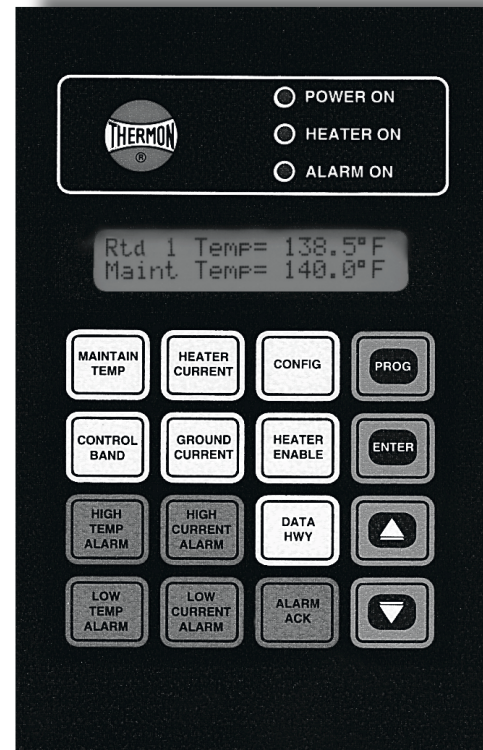 THERMON
®
POWER ON
HEATER ON
ALARM ON
Rtd 1 Temp= 138.5°F
Maint Temp= 140.0°F
MAINTAIN
TEMP
HEATER
CURRENT
CONFIG
PROG
CONTROL
BAND
GROUND
CURRENT
HEATER
ENABLE
ENTER
HIGH
TEMP
ALARM
HIGH
CURRENT
ALARM
DATA
HWY
LOW
TEMP
ALARM
LOW
CURRENT
ALARM
ALARM
ACK